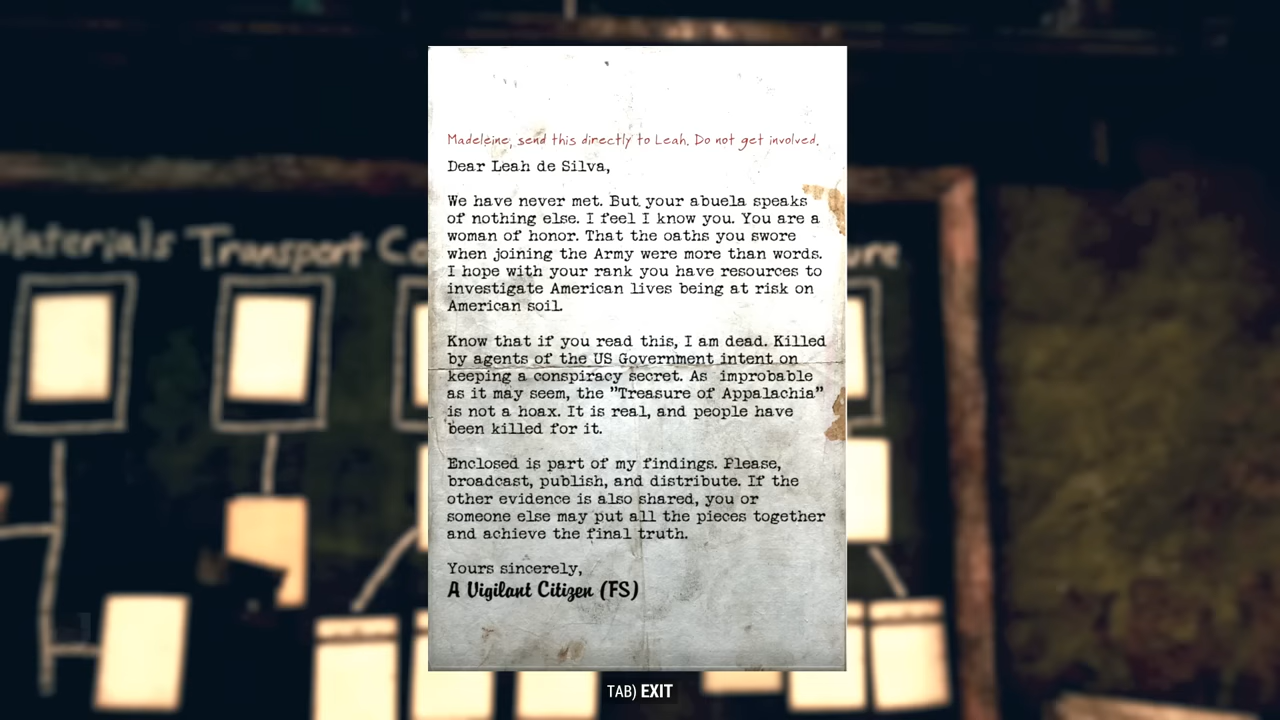 Materials Transport Co
ure
Madeleine, send this directly to Leah. Do not get involved.
Dear Leah de Silva,
We have never met. But your abuela speaks
of nothing else. I feel I know you. You are a
woman of honor. That the oaths you swore
when joining the Army were more than words.
I hope with your rank you have resources to
investigate American lives being at risk on
American soil.
Know that if you read this, I am dead. Killed
by agents of the US Government intent on
keeping a conspiracy secret. As improbable
as it may seem, the "Treasure of Appalachia"
is not a hoax. It is real, and people have
been killed for it.
Enclosed is part of my findings. Please,
broadcast, publish, and distribute. If the
other evidence is also shared, you or
someone else may put all the pieces together
and achieve the final truth.
Yours sincerely,
A Vigilant Citizen (FS)
TAB) EXIT